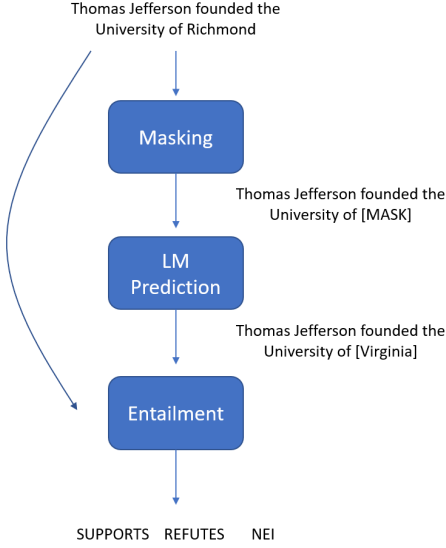 Thomas Jefferson founded the
University of Richmond
Masking
Thomas Jefferson founded the
University of [MASK]
LM
Prediction
Thomas Jefferson founded the
University of [Virginia]
Entailment
SUPPORTS REFUTES NEI